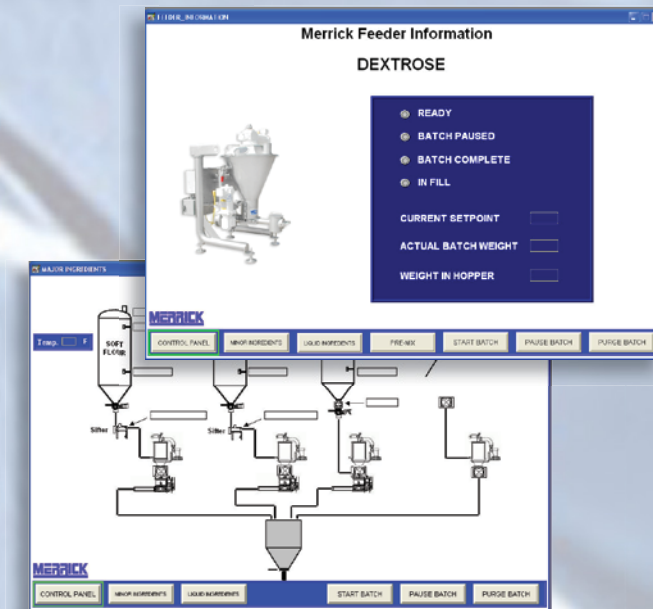 FEEDER_INFORMATION
Merrick Feeder Information
DEXTROSE
READY
BATCH PAUSED
BATCH COMPLETE
IN FILL
CURRENT SETPOINT
ACTUAL BATCH WEIGHT
WEIGHT IN HOPPER
MERRICK
CONTROL PANEL
MINOR INGREDIENTS
LIQUID INGREDIENTS
PRE-MIX
START BATCH
PAUSE BATCH
PURGE BATCH
MAJOR INGREDIENTS
Temp. F
SOFT
FLOUR
Sifter
Sifter
MERRICK
CONTROL PANEL
MINOR INGREDIENTS
LIQUID INGREDIENTS
START BATCH
PAUSE BATCH
PURGE BATCH